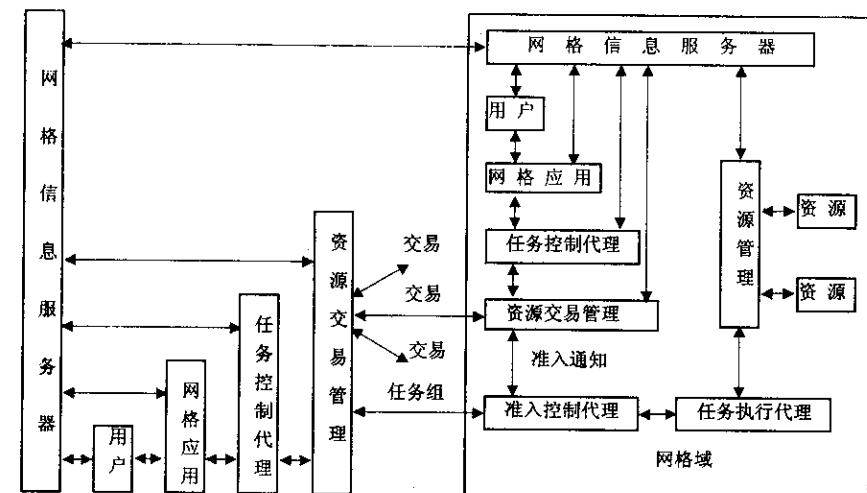 网格信息服务器
用户
网格应用
任务控制代理
资源交易管理
交易
交易
交易
任务组
网格信息服务器
用户
网格应用
任务控制代理
资源交易管理
准入通知
准入控制代理
任务执行代理
资源管理
资源
资源
网格域